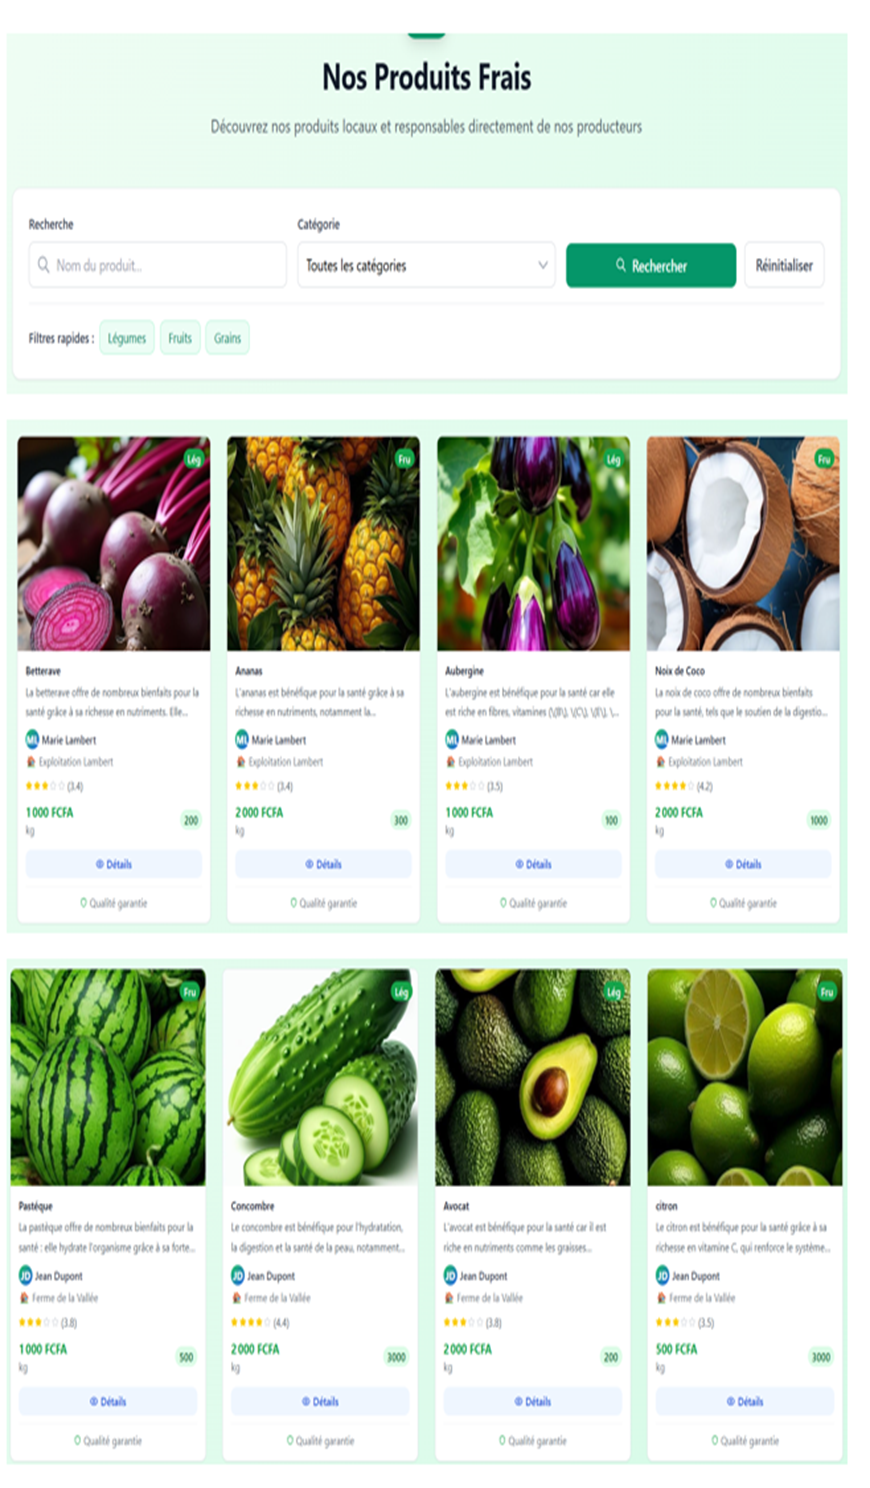 Nos Produits Frais
Découvrez nos produits locaux et responsables directement de nos producteurs
Recherche
Catégorie
Nom du produit...
Toutes les catégories
Rechercher
Réinitialiser
Filtres rapides : Légumes Fruits Grains
Lég
Betterave
La betterave offre de nombreux bienfaits pour la
santé grâce à sa richesse en nutriments. Elle...
ML Marie Lambert
Exploitation Lambert
(3.4)
1 000 FCFA
kg
200
Détails
Qualité garantie
Fru
Ananas
L'ananas est bénéfique pour la santé grâce à sa
richesse en nutriments, notamment la...
ML Marie Lambert
Exploitation Lambert
(3.4)
2 000 FCFA
kg
300
Détails
Qualité garantie
Lég
Aubergine
L'aubergine est bénéfique pour la santé car elle
est riche en fibres, vitamines
ML Marie Lambert
Exploitation Lambert
(3.5)
1 000 FCFA
kg
100
Détails
Qualité garantie
Fru
Noix de Coco
La noix de coco offre de nombreux bienfaits
pour la santé, tels que le soutien de la digestio...
ML Marie Lambert
Exploitation Lambert
(4.2)
2 000 FCFA
kg
1000
Détails
Qualité garantie
Fru
Pastèque
La pastèque offre de nombreux bienfaits pour la
santé : elle hydrate l'organisme grâce à sa forte...
JD Jean Dupont
Ferme de la Vallée
(3.8)
1 000 FCFA
kg
500
Détails
Qualité garantie
Lég
Concombre
Le concombre est bénéfique pour l'hydratation,
la digestion et la santé de la peau, notamment...
JD Jean Dupont
Ferme de la Vallée
(4.4)
2 000 FCFA
kg
3000
Détails
Qualité garantie
Lég
Avocat
L'avocat est bénéfique pour la santé car il est
riche en nutriments comme les graisses...
JD Jean Dupont
Ferme de la Vallée
(3.8)
2 000 FCFA
kg
200
Détails
Qualité garantie
Fru
citron
Le citron est bénéfique pour la santé grâce à sa
richesse en vitamine C, qui renforce le système...
JD Jean Dupont
Ferme de la Vallée
(3.5)
500 FCFA
kg
3000
Détails
Qualité garantie